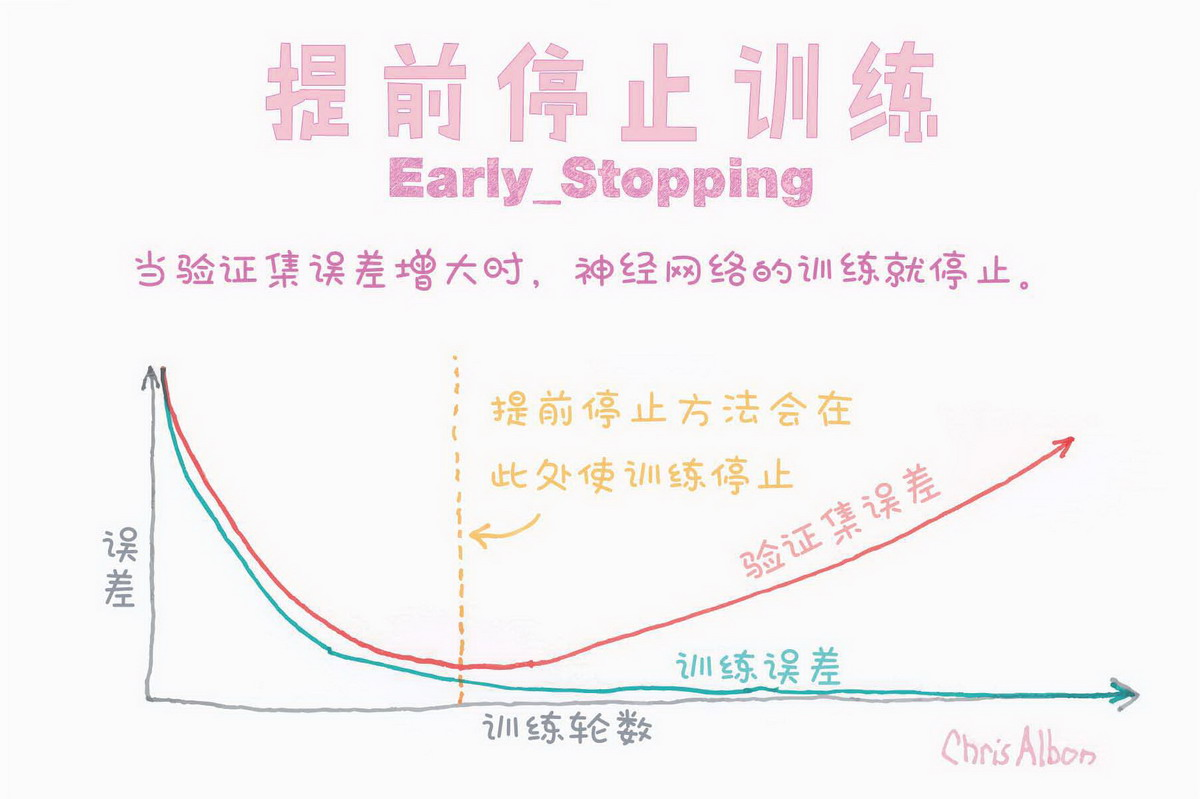 提前停止训练
Early_Stopping
当验证集误差增大时，神经网络的训练就停止。
提前停止方法会在
此处使训练停止
验证集误差
误差
训练误差
训练轮数
Chris Albon